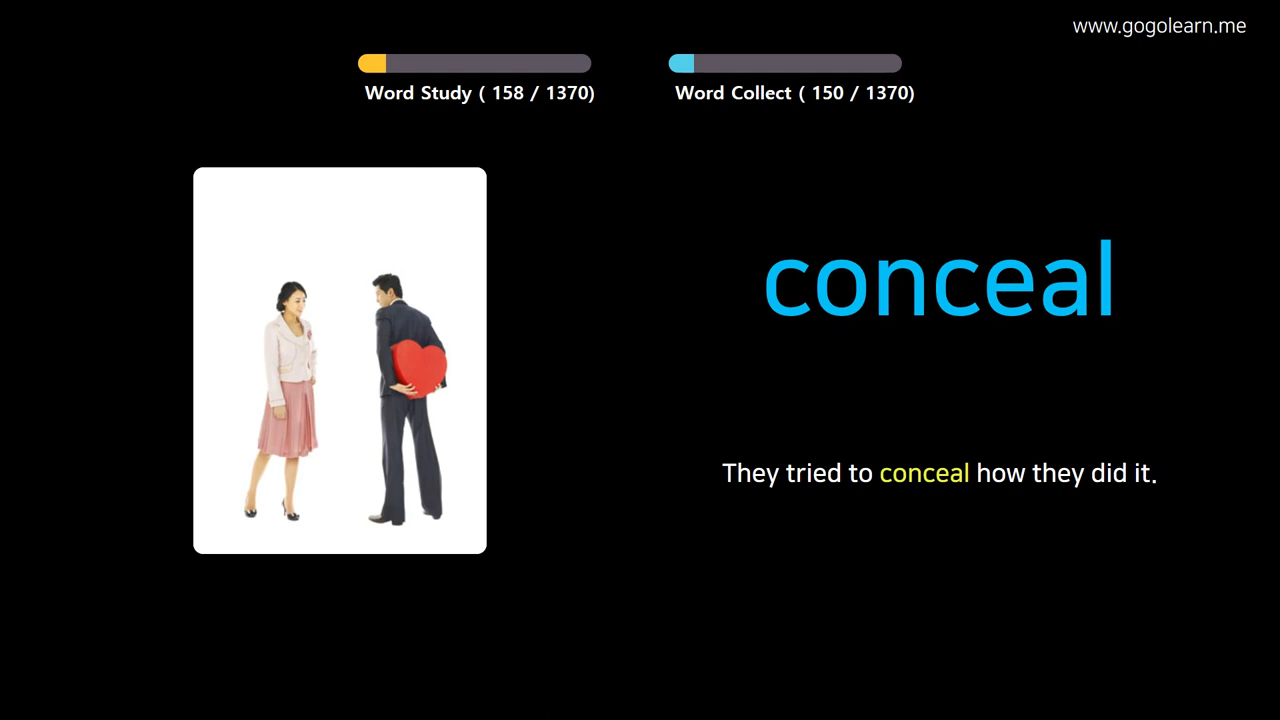 www.gogolearn.me
Word Study ( 158 / 1370)
Word Collect ( 150 / 1370)
conceal
They tried to conceal how they did it.